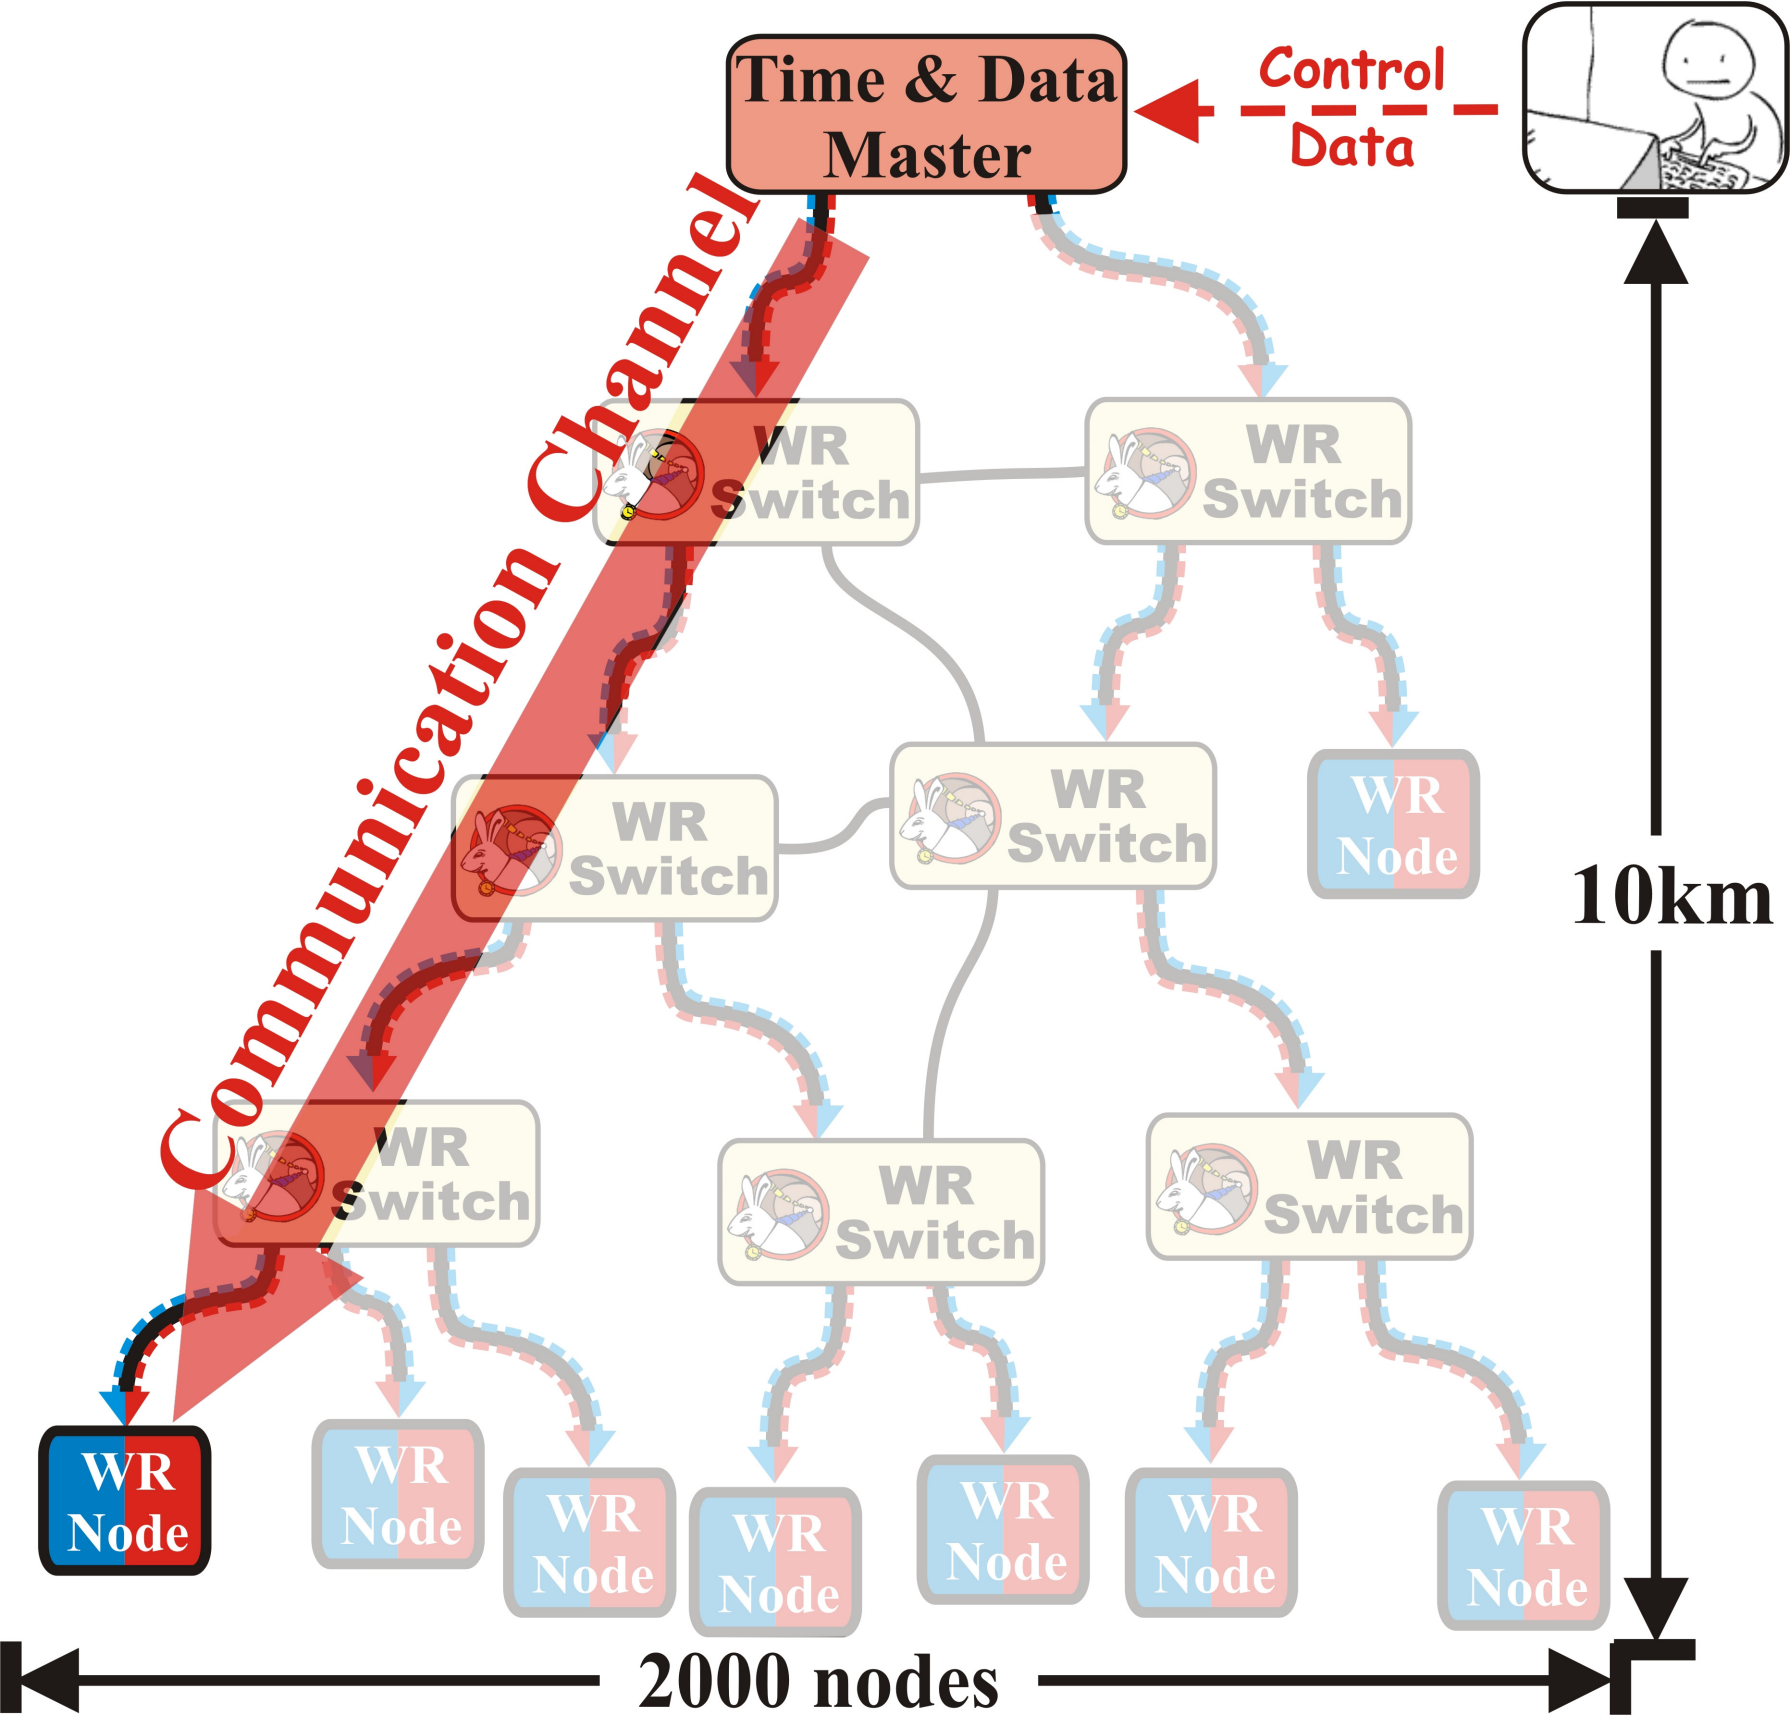 Time & Data
Master
Control
Data
Communication Channel
WR
Switch
WR
Switch
WR
Switch
WR
Switch
WR
Node
10km
WR
Switch
WR
Switch
WR
Switch
WR
Node
WR
Node
WR
Node
WR
Node
WR
Node
WR
Node
WR
Node
2000 nodes